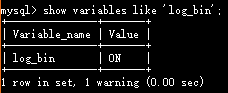 mysql> show variables like 'log_bin';
+---------------+-------+
| Variable_name | Value |
+---------------+-------+
| log_bin       | ON    |
+---------------+-------+
1 row in set, 1 warning (0.00 sec)